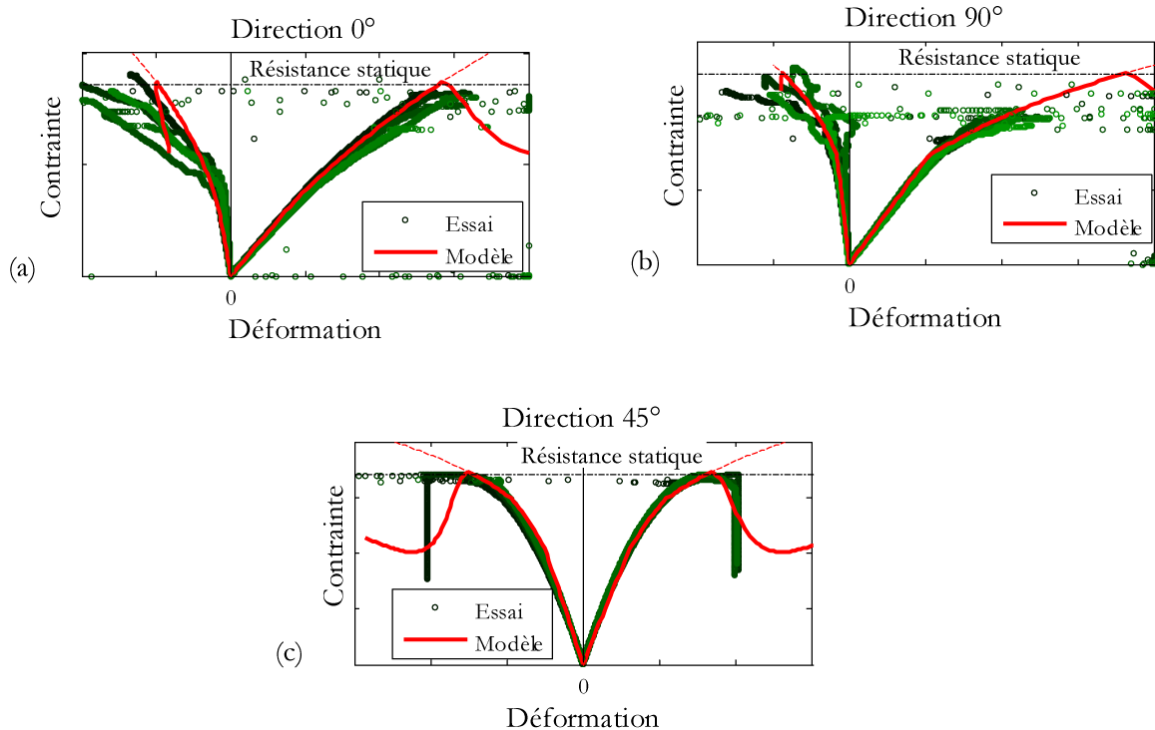 Direction 0°
Résistance statique
Contrainte
Essai
Modèle
(a)
0
Déformation
Direction 90°
Résistance statique
Contrainte
Essai
Modèle
(b)
0
Déformation
Direction 45°
Résistance statique
Contrainte
Essai
Modèle
(c)
0
Déformation